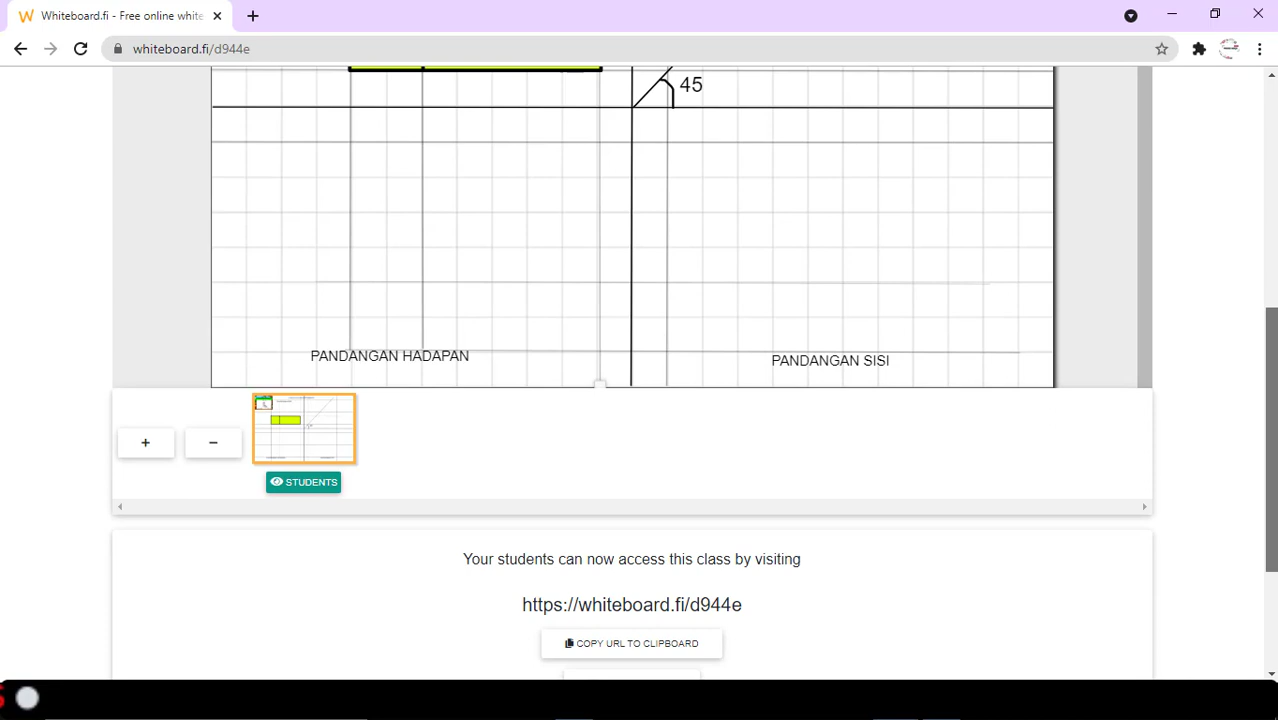 Whiteboard.fi - Free online white
whiteboard.fi/d944e
45
PANDANGAN HADAPAN
PANDANGAN SISI
+
−
STUDENTS
Your students can now access this class by visiting
https://whiteboard.fi/d944e
COPY URL TO CLIPBOARD